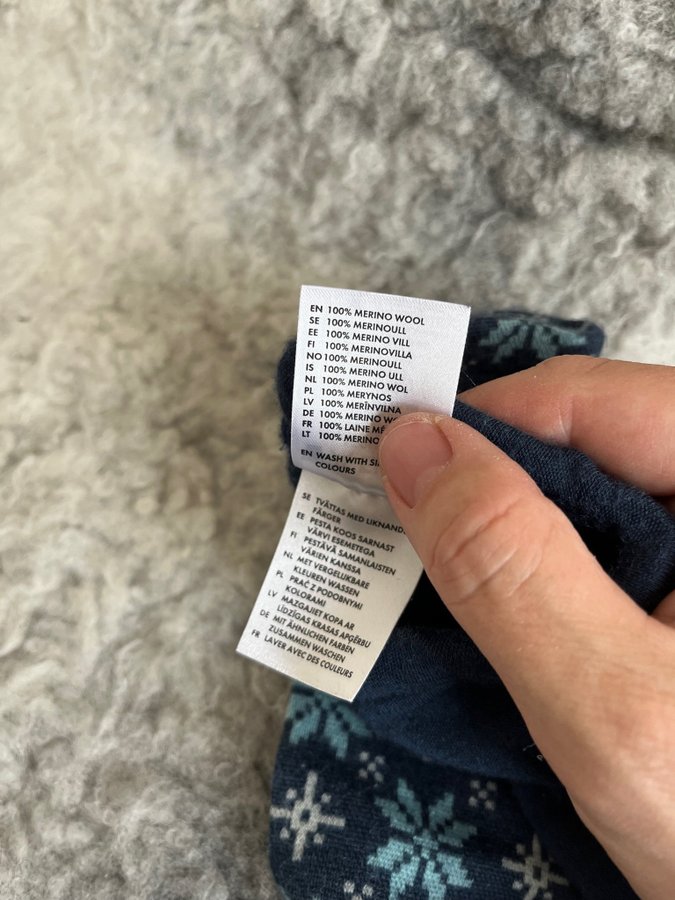 EN 100% MERINO WOOL
SE 100% MERINOULL
EE 100% MERINO VILL
FI 100% MERINOVILLA
NO 100% MERINOULL
IS 100% MERINO ULL
NL 100% MERINO WOL
PL 100% MERYNOS
LV 100% MERĪNVILNA
DE 100% MERINO
FR 100% LAINE
LT 100% MERINO
EN WASH WITH
COLOURS
SE TVÄTTAS MED LIKNANDE
FÄRGER
EE PESTA KOOS SARNAST
VÄRVI ESEMETEGA
FI PESTÄVÄ SAMANLAISTEN
VÄRIEN KANSSA
NL MET VERGELIJKBARE
KLEUREN WASSEN
PL PRAĆ Z PODOBNYMI
KOLORAMI
LV MAZGAJIET KOPA AR
LĪDZĪGAS KRASAS APĢĒRBU
DE MIT ÄHNLICHEN FARBEN
ZUSAMMEN WASCHEN
FR LAVER AVEC DES COULEURS